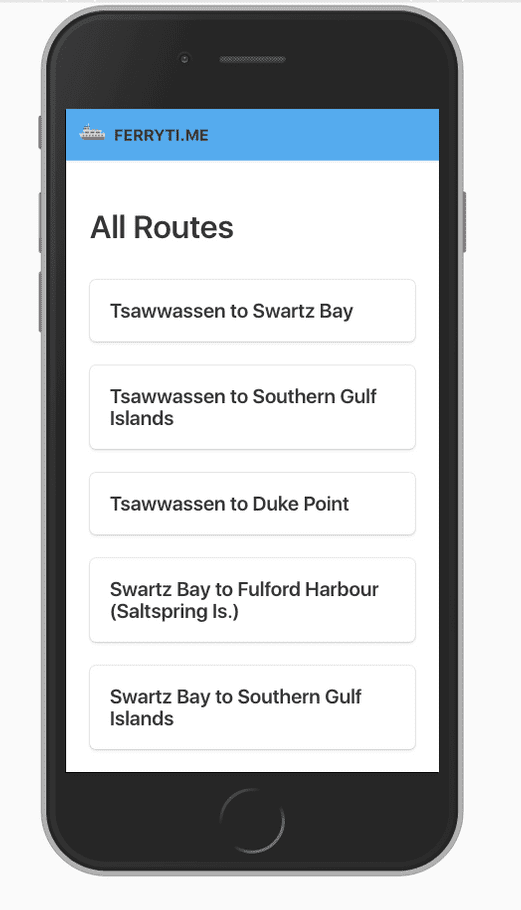 FERRYTI.ME
All Routes
Tsawwassen to Swartz Bay
Tsawwassen to Southern Gulf
Islands
Tsawwassen to Duke Point
Swartz Bay to Fulford Harbour
(Saltspring Is.)
Swartz Bay to Southern Gulf
Islands